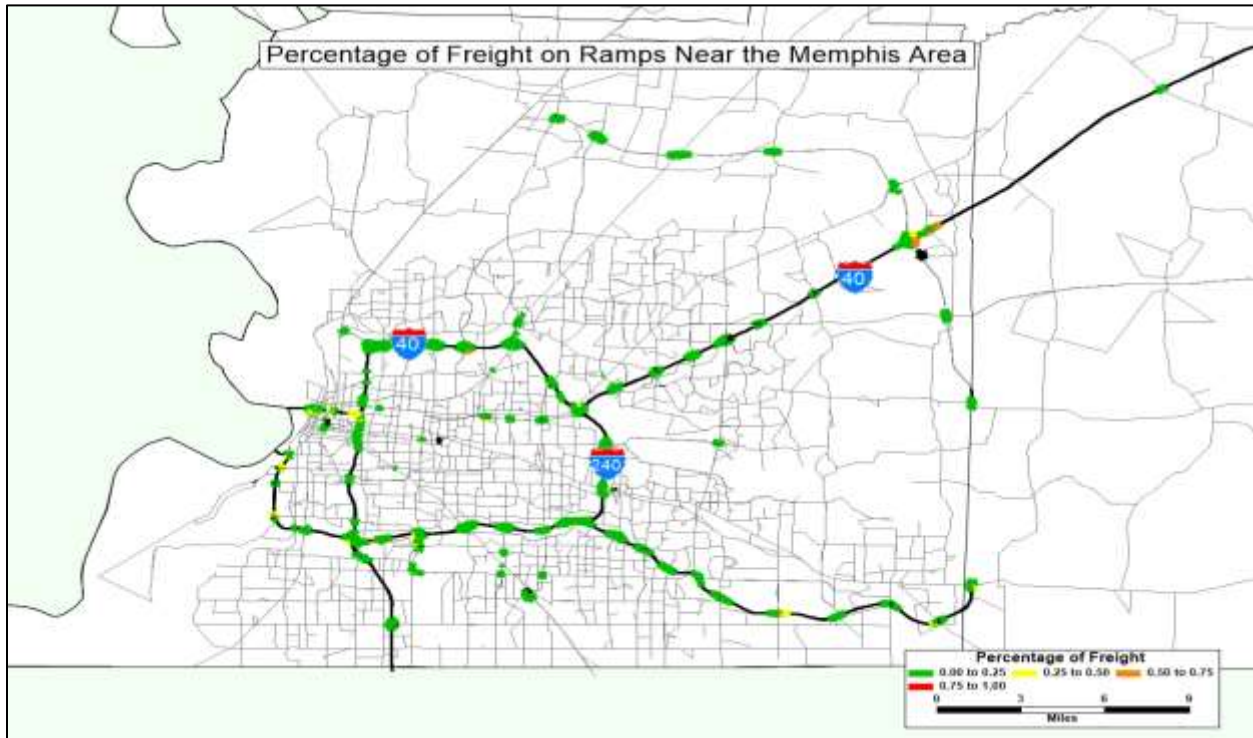 Percentage of Freight on Ramps Near the Memphis Area
40
40
240
Percentage of Freight
0.00 to 0.25 0.25 to 0.50 0.50 to 0.75
0.75 to 1.00
0 3 6 9
Miles